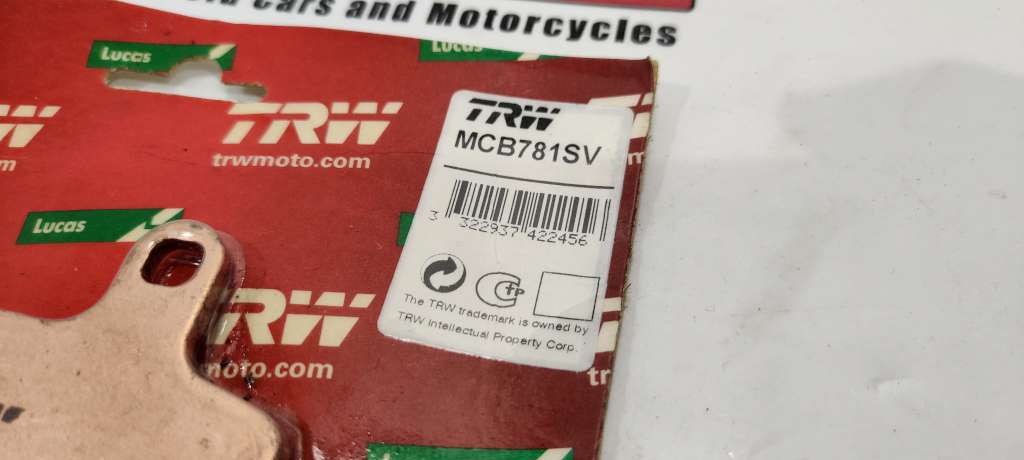 Cars and Motorcycles
Lucas
Lucas
TRW
trwmoto.com
TRW
MCB781SV
3 322937 422456
The TRW trademark is owned by
TRW Intellectual Property Corp.
Lucas
TRW
.com